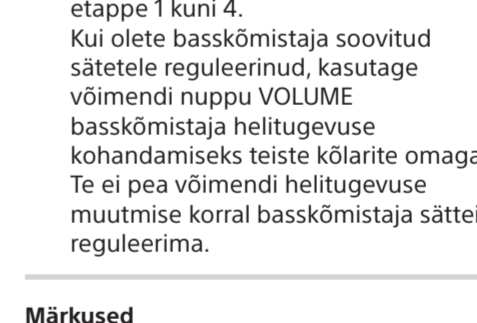 etappe 1 kuni 4.
Kui olete basskõmistaja soovitud
sätetele reguleerinud, kasutage
võimendi nuppu VOLUME
basskõmistaja helitugevuse
kohandamiseks teiste kõlarite omaga
Te ei pea võimendi helitugevuse
muutmise korral basskõmistaja sättei
reguleerima.
Märkused